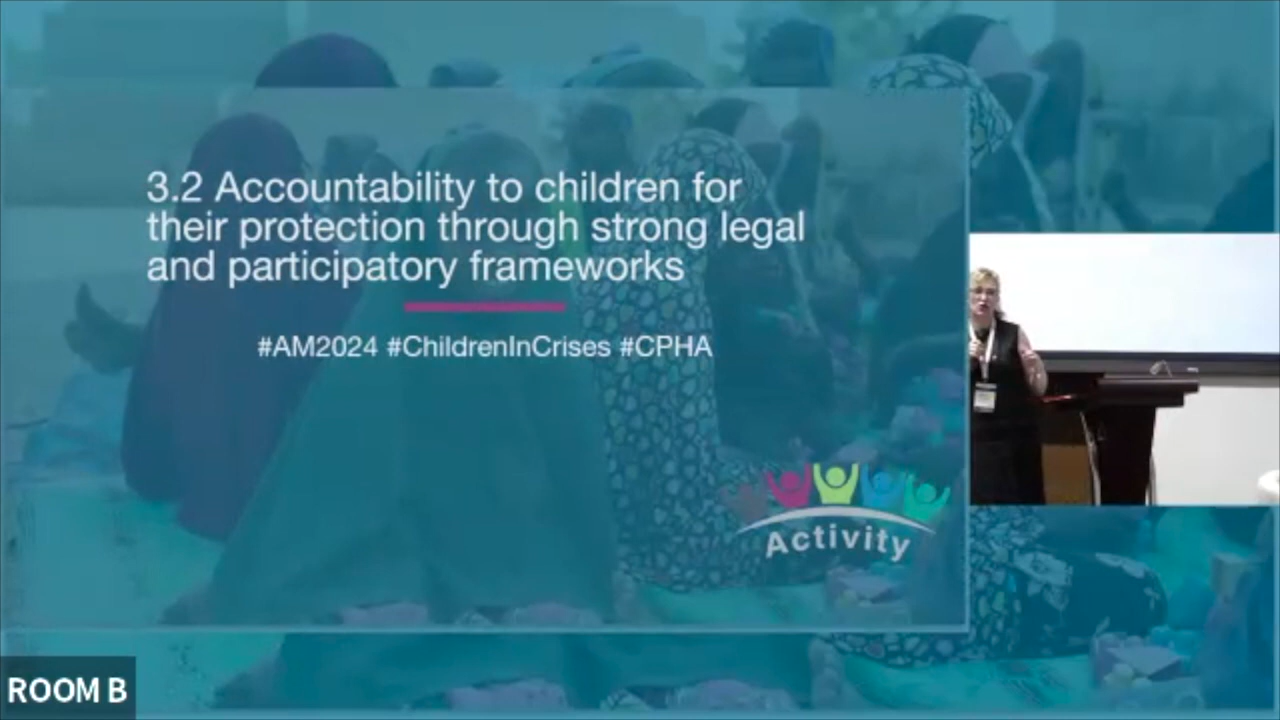 3.2 Accountability to children for
their protection through strong legal
and participatory frameworks
#AM2024 #ChildrenInCrises #CPHA
Activity
ROOM B